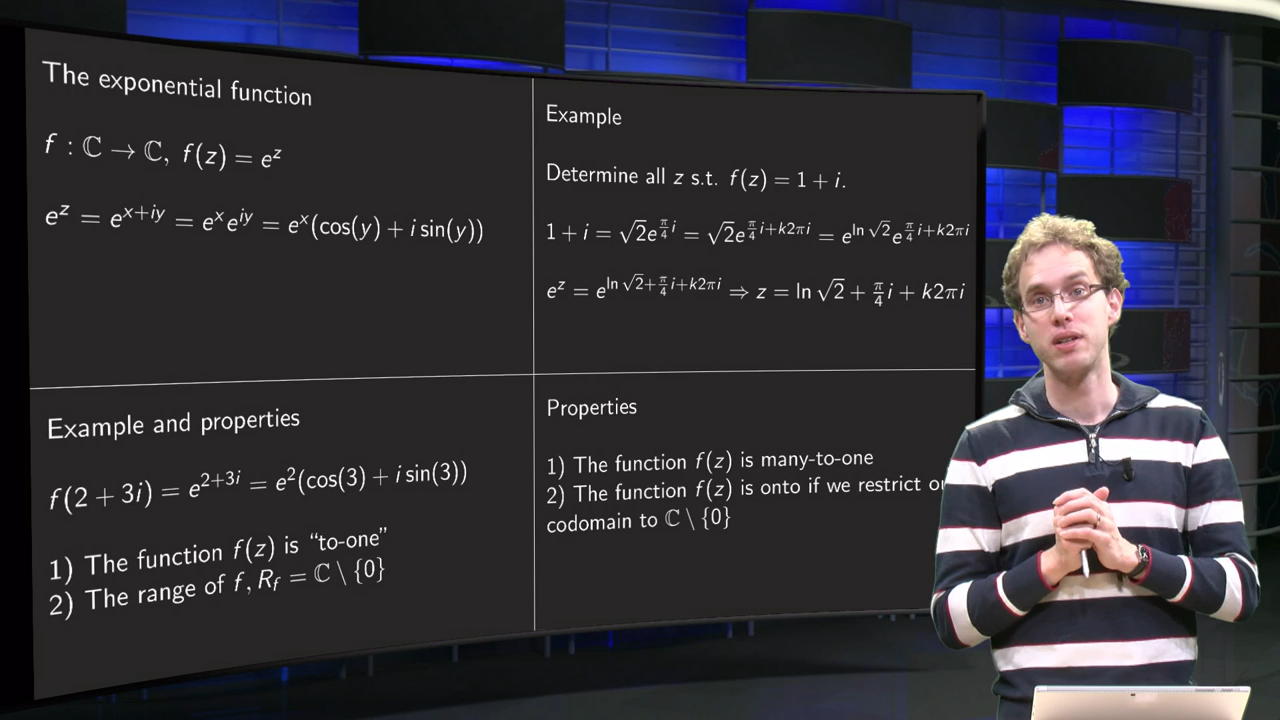 The exponential function
f : ℂ → ℂ, f(z) = e^z
e^z = e^{x+iy} = e^x e^{iy} = e^x(cos(y) + i sin(y))
Example
Determine all z s.t. f(z) = 1 + i.
1 + i = √2e^{π/4 i} = √2e^{π/4 i+k2πi} = e^{ln √2}e^{π/4 i+k2πi}
e^z = e^{ln √2+π/4 i+k2πi} ⇒ z = ln √2 + π/4 i + k2πi
Example and properties
f(2 + 3i) = e^{2+3i} = e^2(cos(3) + i sin(3))
1) The function f(z) is “to-one”
2) The range of f, R_f = ℂ \ {0}
Properties
1) The function f(z) is many-to-one
2) The function f(z) is onto if we restrict
codomain to ℂ \ {0}